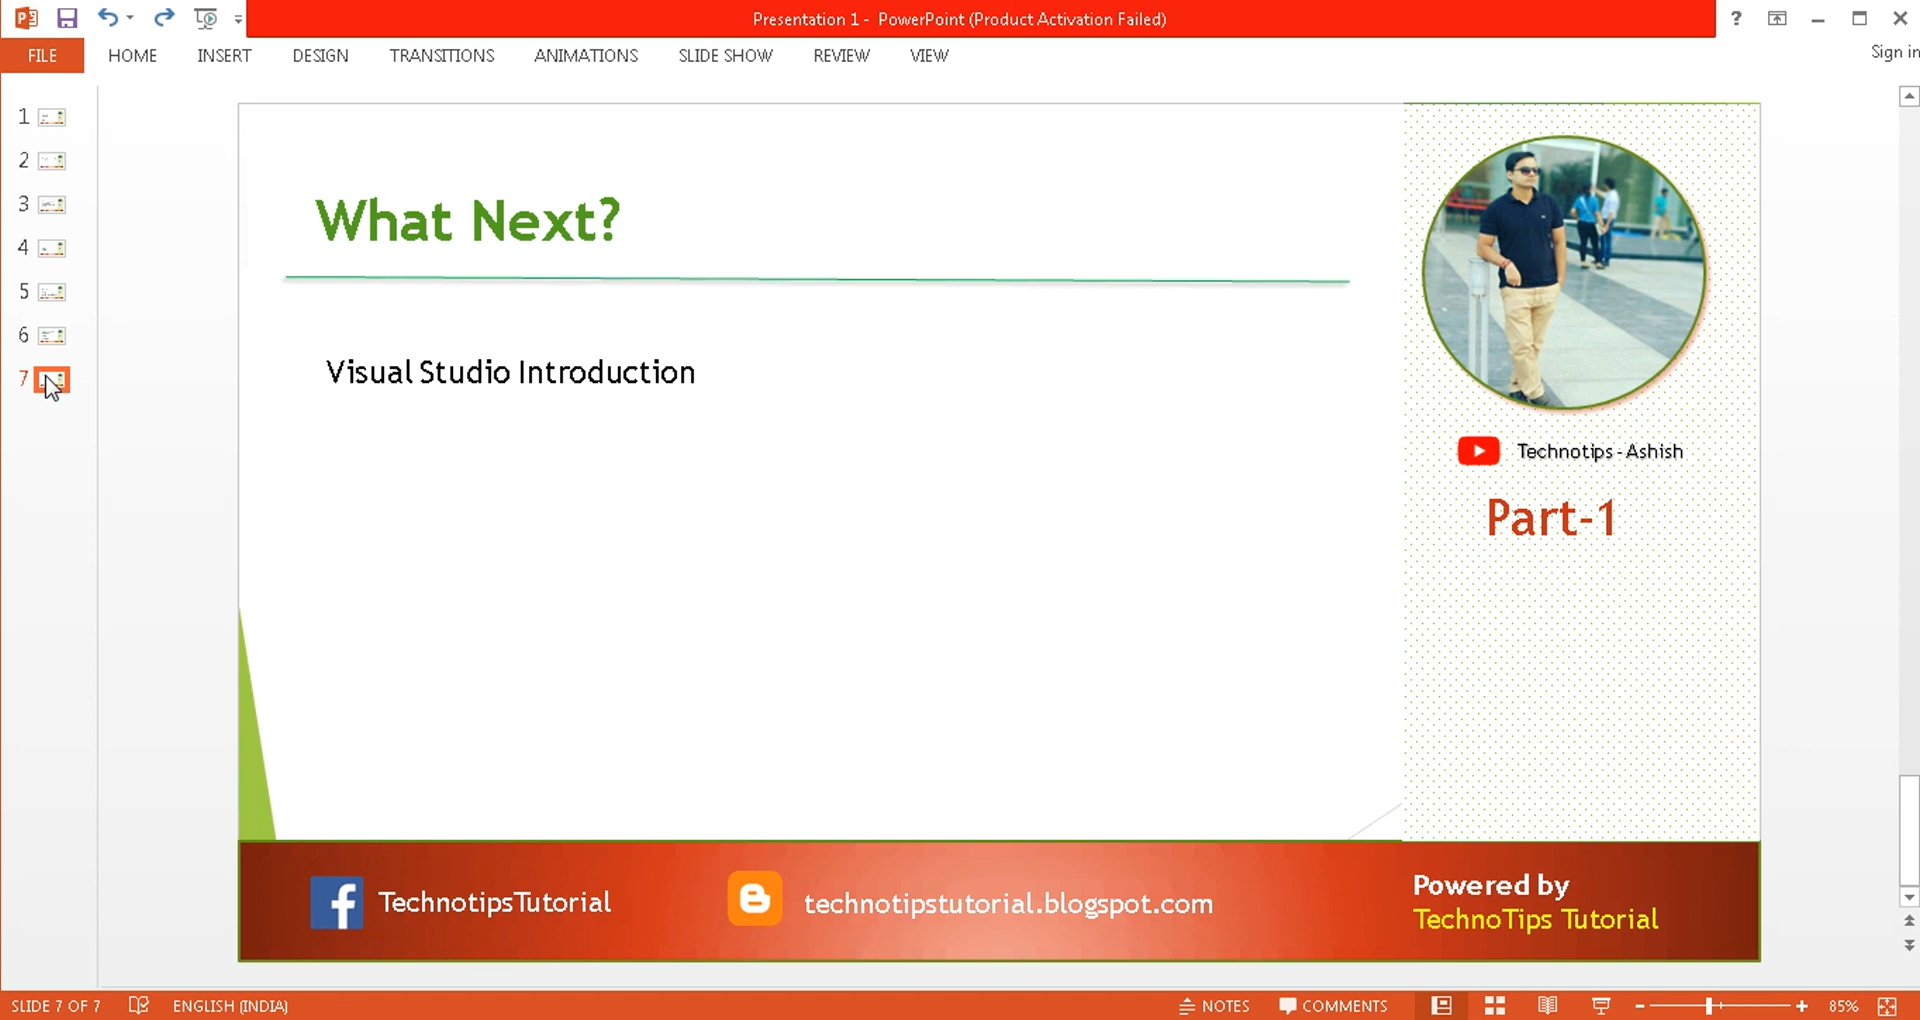 Presentation 1 - PowerPoint (Product Activation Failed)
?
FILE HOME INSERT DESIGN TRANSITIONS ANIMATIONS SLIDE SHOW REVIEW VIEW
Sign in
1
2
3
4
5
6
7
What Next?
Visual Studio Introduction
Technotips - Ashish
Part-1
TechnotipsTutorial
technotipstutorial.blogspot.com
Powered by
TechnoTips Tutorial
SLIDE 7 OF 7 ENGLISH (INDIA) NOTES COMMENTS 85%